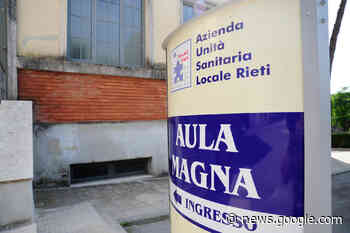 Azienda
Unità
Sanitaria
Locale Rieti
AULA
MAGNA
← INGRESSO
© news.google.com